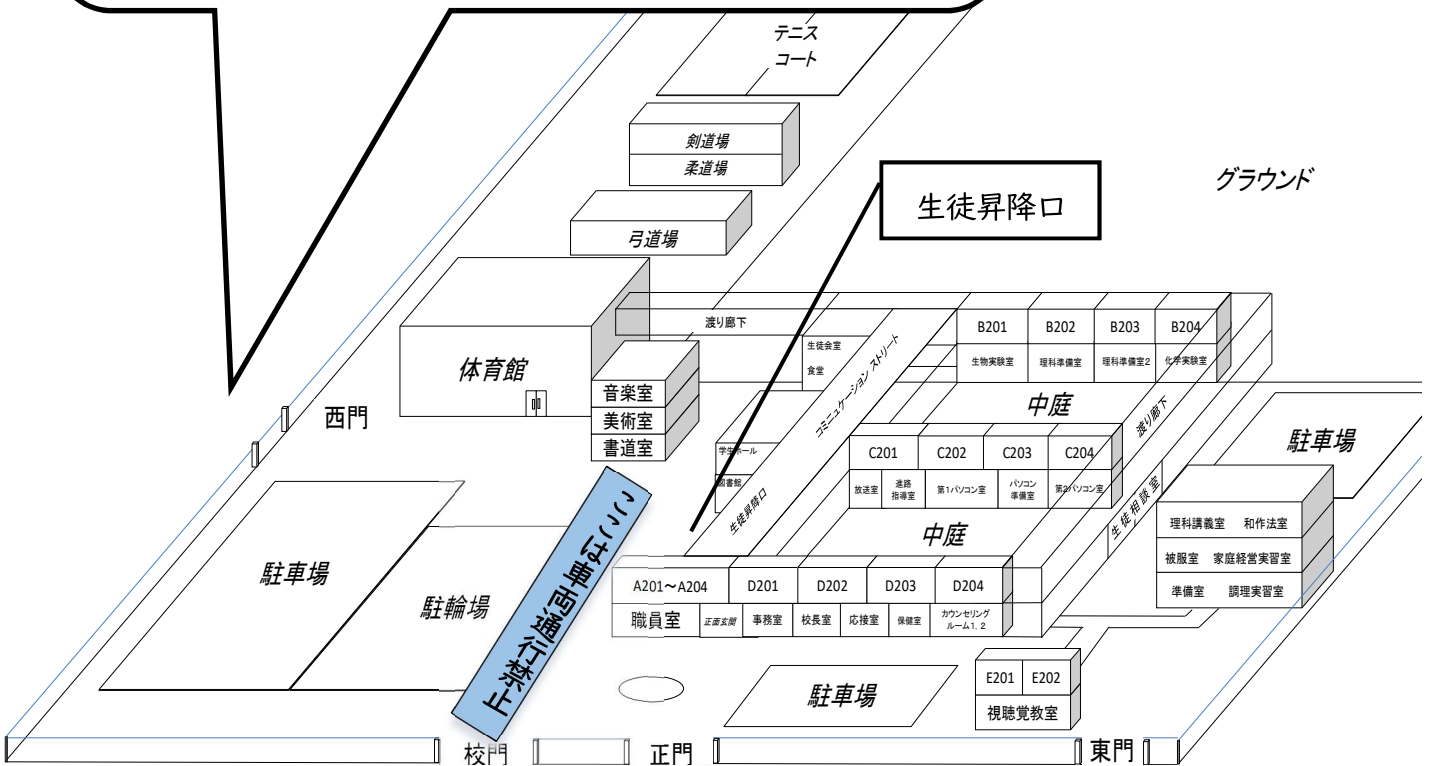 テニス
コート
剣道場
柔道場
弓道場
グラウンド
生徒昇降口
渡り廊下
体育館
生徒会室
食堂
コミュニケーション ストリート
B201
B202
B203
B204
生物実験室
理科準備室
理科準備室2
化学実験室
音楽室
美術室
書道室
西門
中庭
渡り廊下
駐車場
学生ホール
図書館
生徒昇降口
C201
C202
C203
C204
放送室
進路
指導室
第1パソコン室
パソコン
準備室
第2パソコン室
中庭
生徒相談室
理科講義室 和作法室
被服室 家庭経営実習室
準備室 調理実習室
駐車場
駐輪場
ここは車両通行禁止
A201～A204
D201
D202
D203
D204
職員室
正面玄関
事務室
校長室
応接室
保健室
カウンセリング
ルーム1, 2
駐車場
E201
E202
視聴覚教室
校門
正門
東門